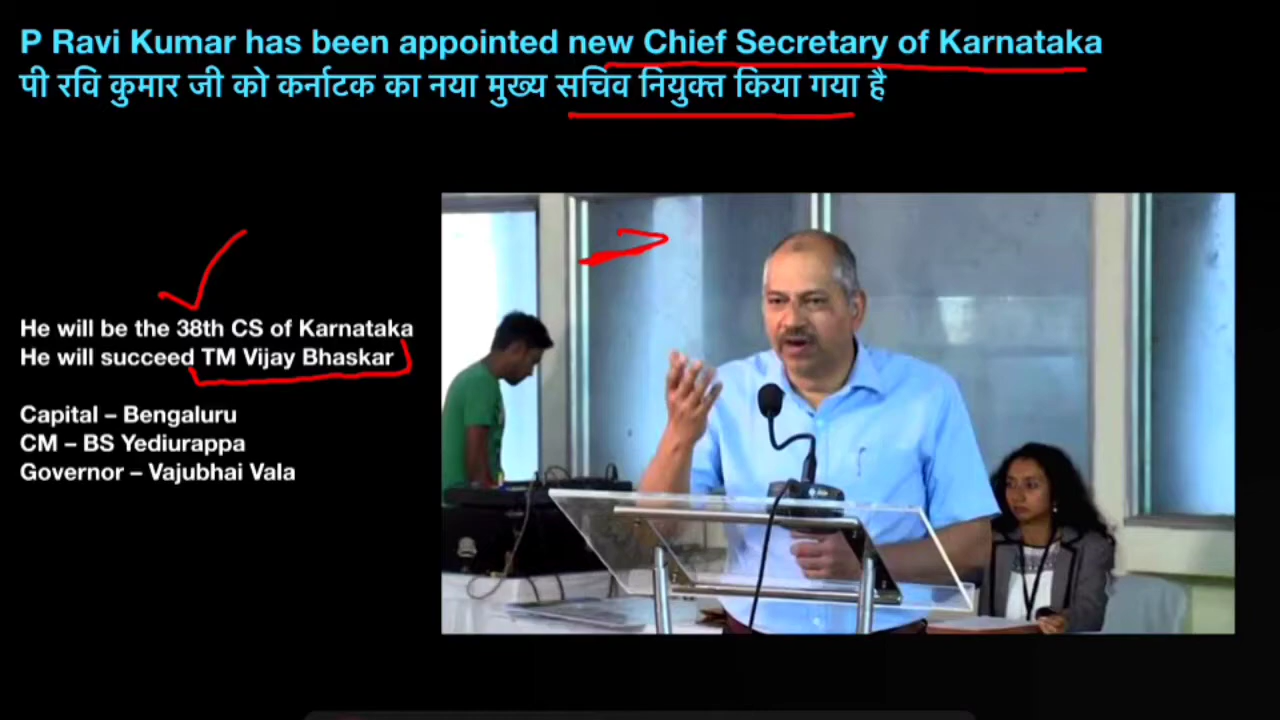 P Ravi Kumar has been appointed new Chief Secretary of Karnataka
पी रवि कुमार जी को कर्नाटक का नया मुख्य सचिव नियुक्त किया गया है
He will be the 38th CS of Karnataka
He will succeed TM Vijay Bhaskar
Capital – Bengaluru
CM – BS Yediurappa
Governor – Vajubhai Vala